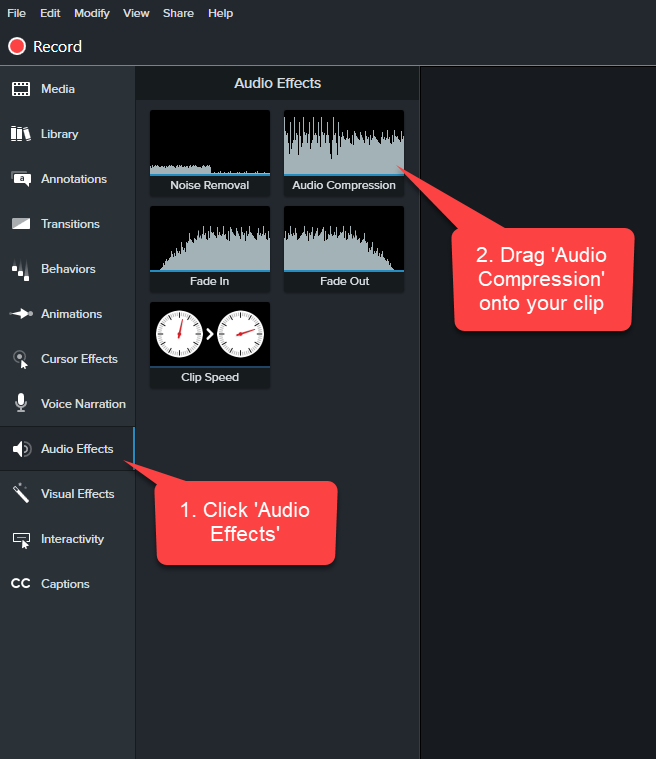 File Edit Modify View Share Help
Record
Media
Library
a
Annotations
Transitions
Behaviors
Animations
Cursor Effects
Voice Narration
Audio Effects
Visual Effects
Interactivity
CC Captions
Audio Effects
Noise Removal
Audio Compression
Fade In
Fade Out
Clip Speed
1. Click 'Audio
Effects'
2. Drag 'Audio
Compression'
onto your clip